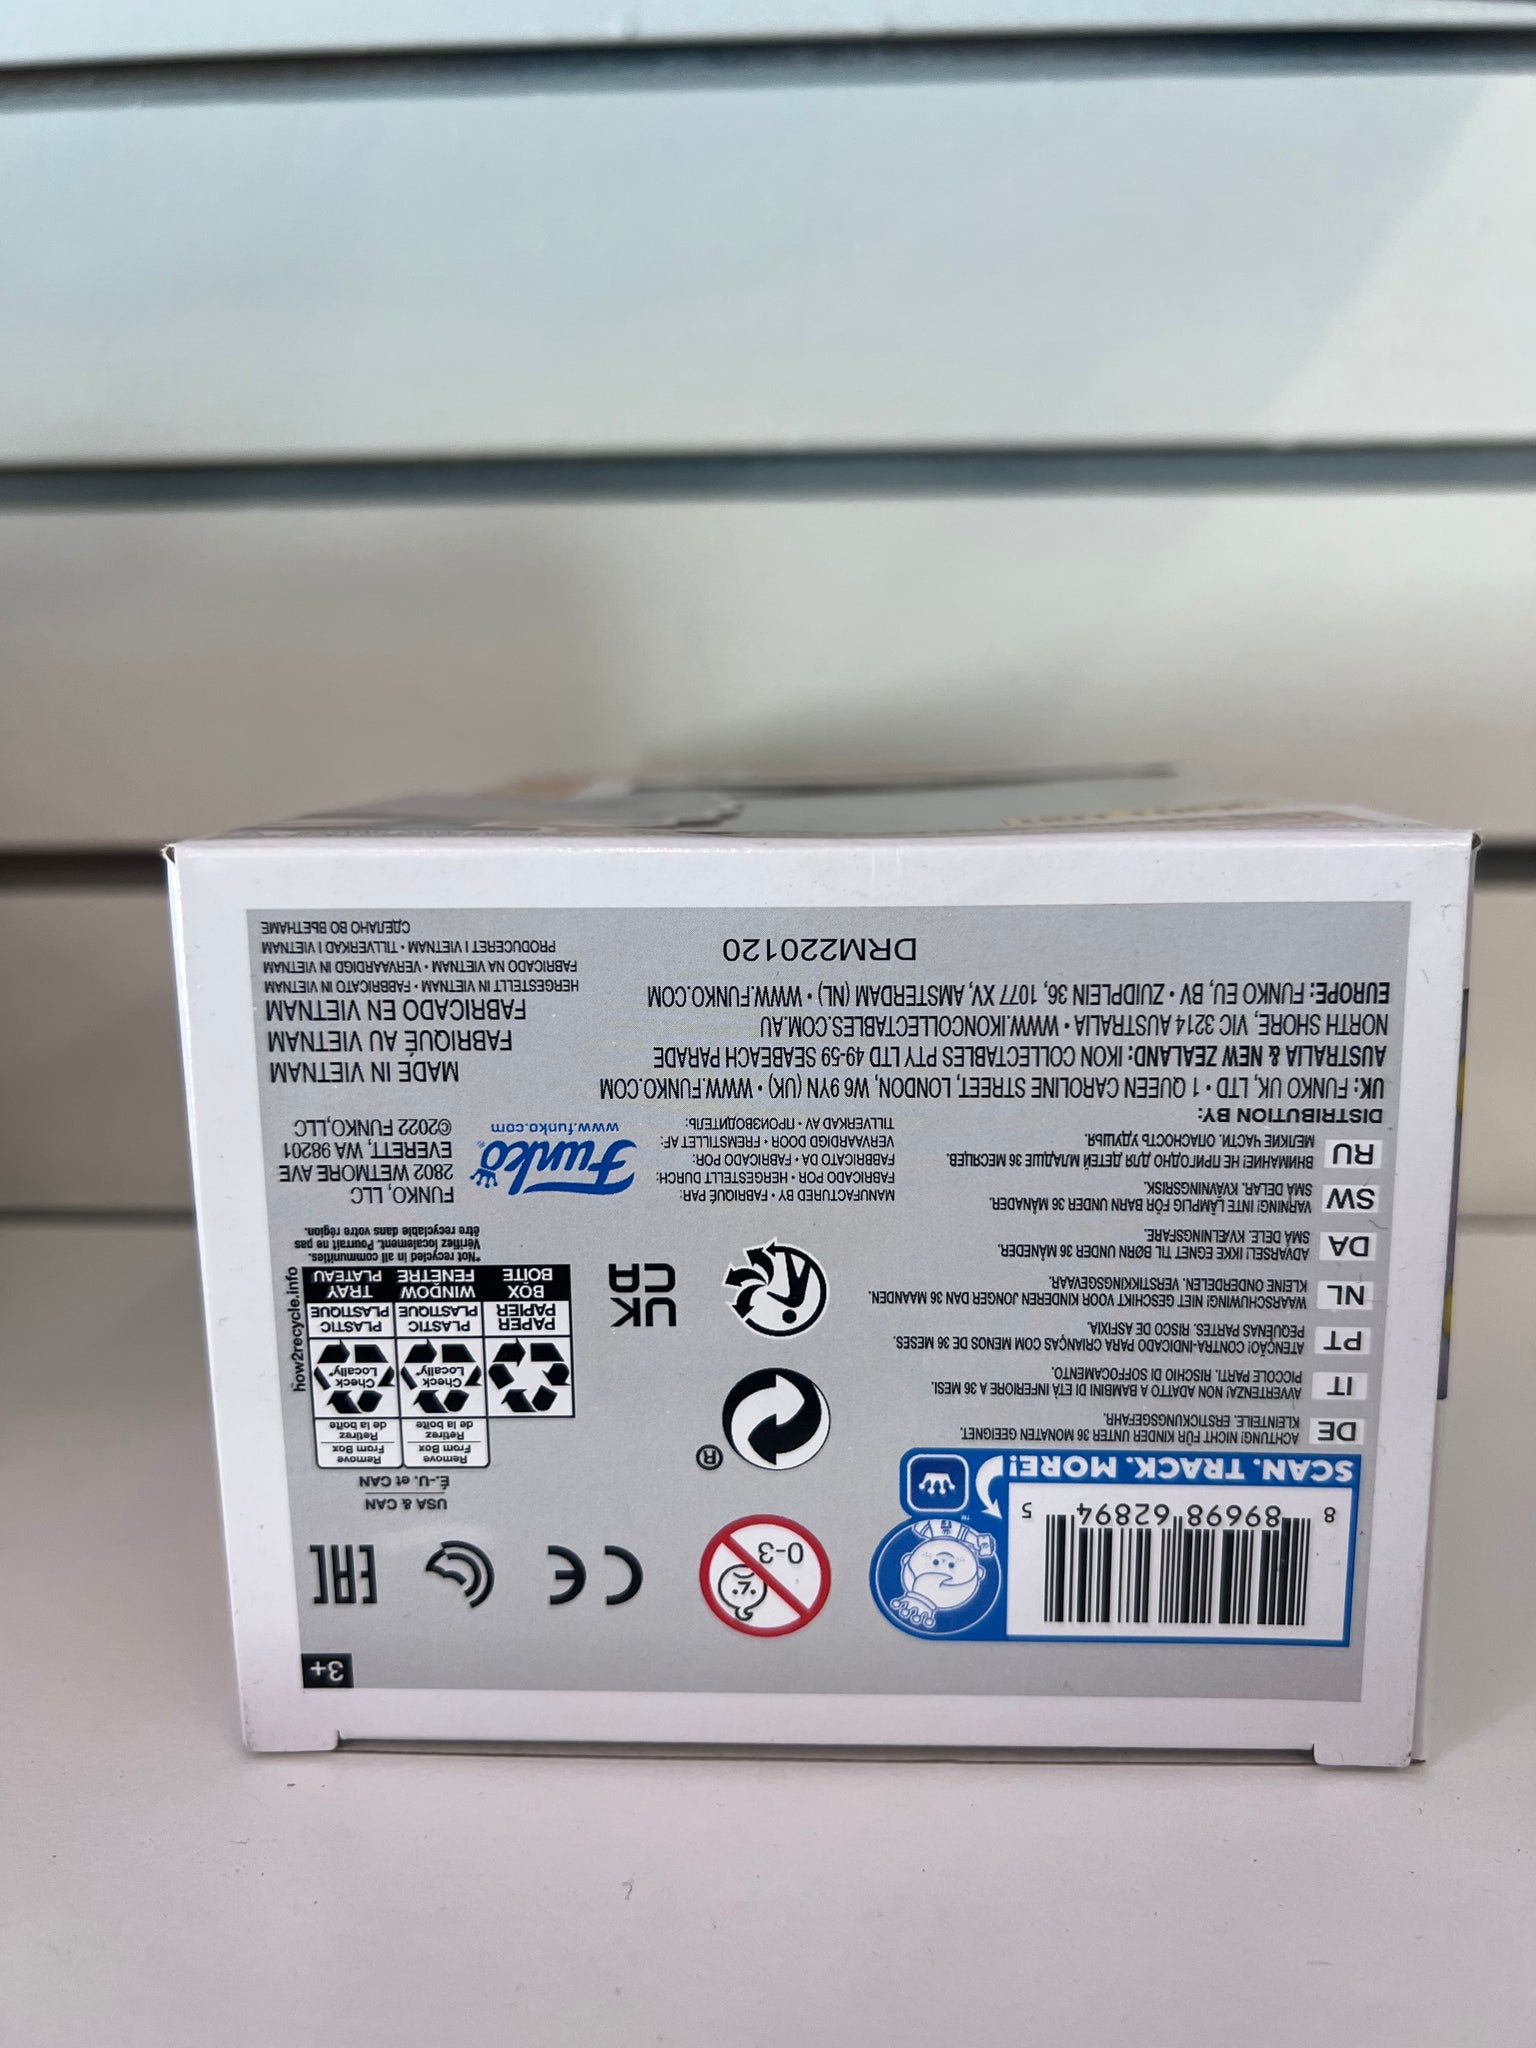 3+
8 89698 62894 5
SCAN. TRACK. MORE!
TM
0-3
CE
EAC
USA & CAN
É.-U. et CAN
Remove
From Box
Retirez
de la boîte
Remove
From Box
Retirez
de la boîte
Check
Locally*
Check
Locally*
PAPER
PAPIER
BOX
BOÎTE
PLASTIC
PLASTIQUE
WINDOW
FENÊTRE
PLASTIC
PLASTIQUE
TRAY
PLATEAU
how2recycle.info
*Not recycled in all communities.
Vérifiez localement. Pourrait ne pas
être recyclable dans votre région.
®
UK
CA
DE ACHTUNG! NICHT FÜR KINDER UNTER 36 MONATEN GEEIGNET.
KLEINTEILE. ERSTICKUNGSGEFAHR.
IT AVVERTENZA! NON ADATTO A BAMBINI DI ETÀ INFERIORE A 36 MESI.
PICCOLE PARTI. RISCHIO DI SOFFOCAMENTO.
PT ATENÇÃO! CONTRA-INDICADO PARA CRIANÇAS COM MENOS DE 36 MESES.
PEQUENAS PARTES. RISCO DE ASFIXIA.
NL WAARSCHUWING! NIET GESCHIKT VOOR KINDEREN JONGER DAN 36 MAANDEN.
KLEINE ONDERDELEN. VERSTIKKINGSGEVAAR.
DA ADVARSEL! IKKE EGNET TIL BØRN UNDER 36 MÅNEDER.
SMÅ DELE. KVÆLNINGSFARE.
SW VARNING! INTE LÄMPLIG FÖR BARN UNDER 36 MÅNADER.
SMÅ DELAR. KVÄVNINGSRISK.
RU ВНИМАНИЕ! НЕ ПРИГОДНО ДЛЯ ДЕТЕЙ МЛАДШЕ 36 МЕСЯЦЕВ.
МЕЛКИЕ ЧАСТИ. ОПАСНОСТЬ УДУШЬЯ.
MANUFACTURED BY • FABRIQUÉ PAR:
FABRICADO POR • HERGESTELLT DURCH:
FABBRICATO DA • FABRICADO POR:
VERVAARDIGD DOOR • FREMSTILLET AF:
TILLVERKAD AV • ПРОИЗВОДИТЕЛЬ:
Funko®
www.funko.com
FUNKO, LLC
2802 WETMORE AVE
EVERETT, WA 98201
©2022 FUNKO,LLC
DISTRIBUTION BY:
UK: FUNKO UK, LTD • 1 QUEEN CAROLINE STREET, LONDON, W6 9YN (UK) • WWW.FUNKO.COM
AUSTRALIA & NEW ZEALAND: IKON COLLECTABLES PTY LTD 49-59 SEABEACH PARADE
NORTH SHORE, VIC 3214 AUSTRALIA • WWW.IKONCOLLECTABLES.COM.AU
EUROPE: FUNKO EU, BV • ZUIDPLEIN 36, 1077 XV, AMSTERDAM (NL) • WWW.FUNKO.COM
DRM220120
MADE IN VIETNAM
FABRIQUÉ AU VIETNAM
FABRICADO EN VIETNAM
HERGESTELLT IN VIETNAM • FABBRICATO IN VIETNAM
FABRICADO NA VIETNAM • VERVAARDIGD IN VIETNAM
PRODUCERET I VIETNAM • TILLVERKAD I VIETNAM
СДЕЛАНО ВО ВЬЕТНАМЕ